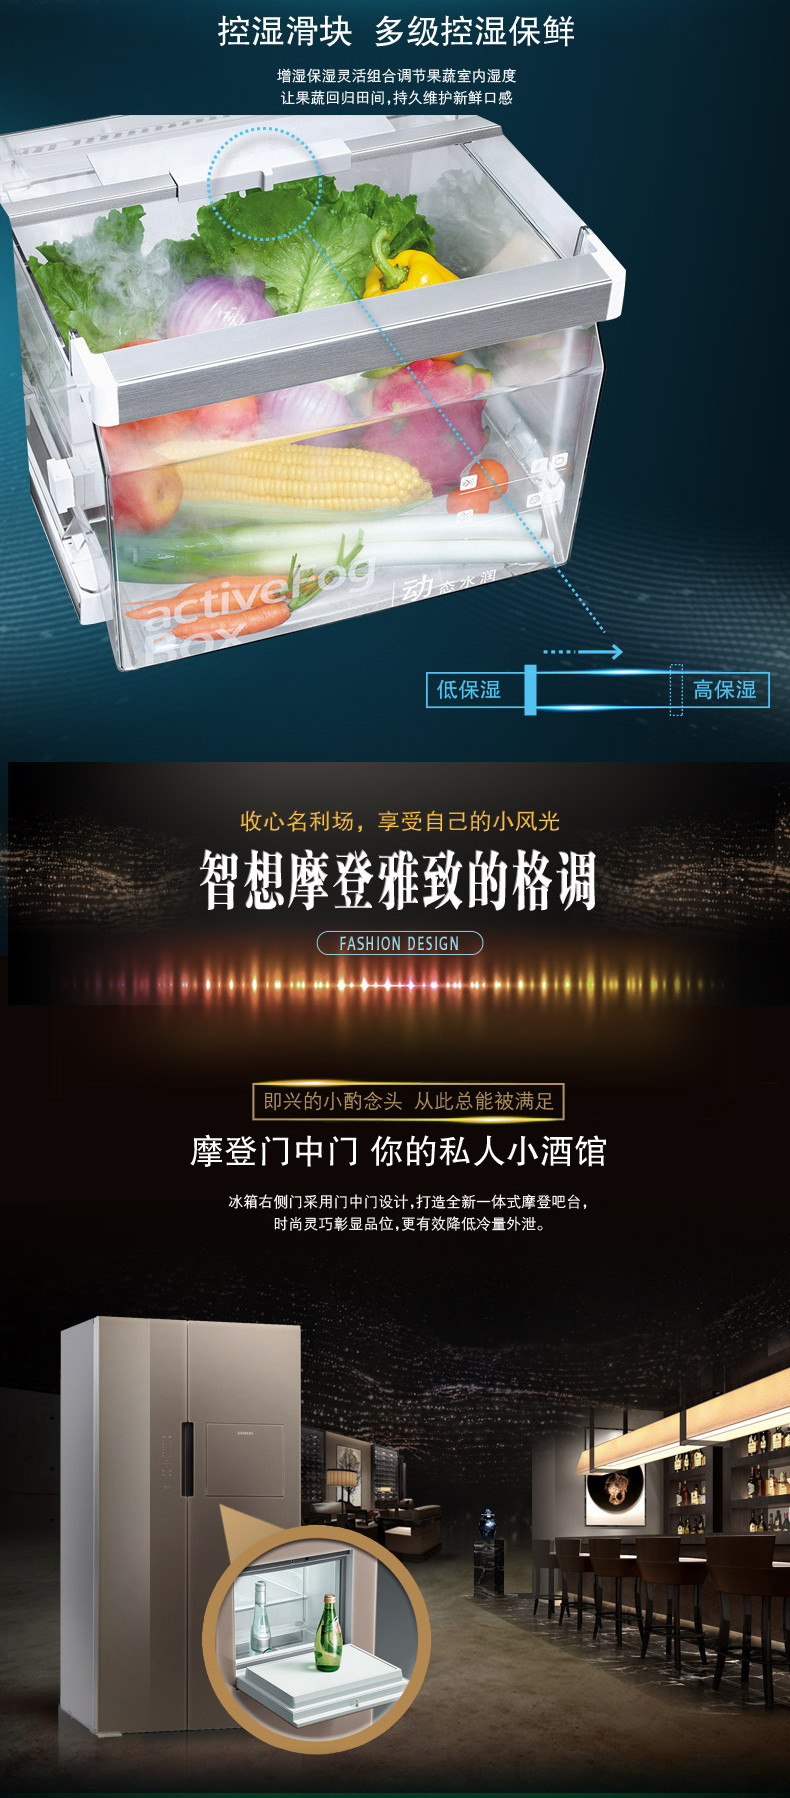 控湿滑块 多级控湿保鲜
增湿保湿灵活组合调节果蔬室内湿度
让果蔬回归田间,持久维护新鲜口感
activeFog
BOX
动态水润
低保湿
高保湿
收心名利场，享受自己的小风光
智想摩登雅致的格调
FASHION DESIGN
即兴的小酌念头 从此总能被满足
摩登门中门 你的私人小酒馆
冰箱右侧门采用门中门设计,打造全新一体式摩登吧台,
时尚灵巧彰显品位,更有效降低冷量外泄。